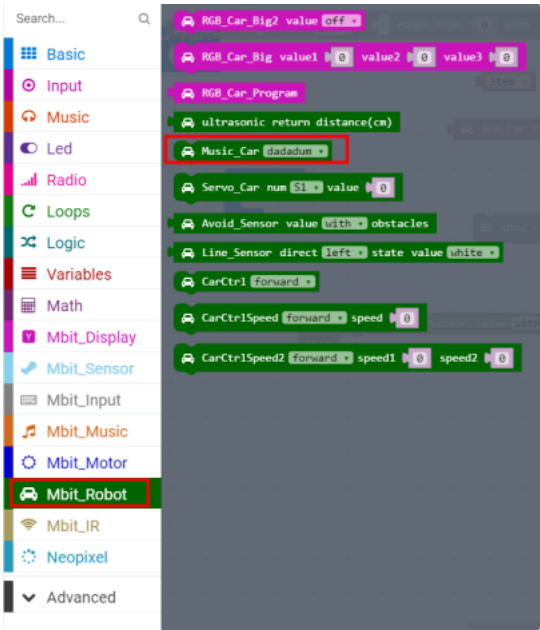 Search...
Basic
Input
Music
Led
Radio
Loops
Logic
Variables
Math
Mbit_Display
Mbit_Sensor
Mbit_Input
Mbit_Music
Mbit_Motor
Mbit_Robot
Mbit_IR
Neopixel
Advanced
RGB_Car_Big2 value off
RGB_Car_Big value1 0 value2 0 value3 0
RGB_Car_Program
ultrasonic return distance(cm)
Music_Car dadadum
Servo_Car num S1 value 0
Avoid_Sensor value with obstacles
Line_Sensor direct left state value white
CarCtrl forward
CarCtrlSpeed forward speed 0
CarCtrlSpeed2 forward speed1 0 speed2 0
item